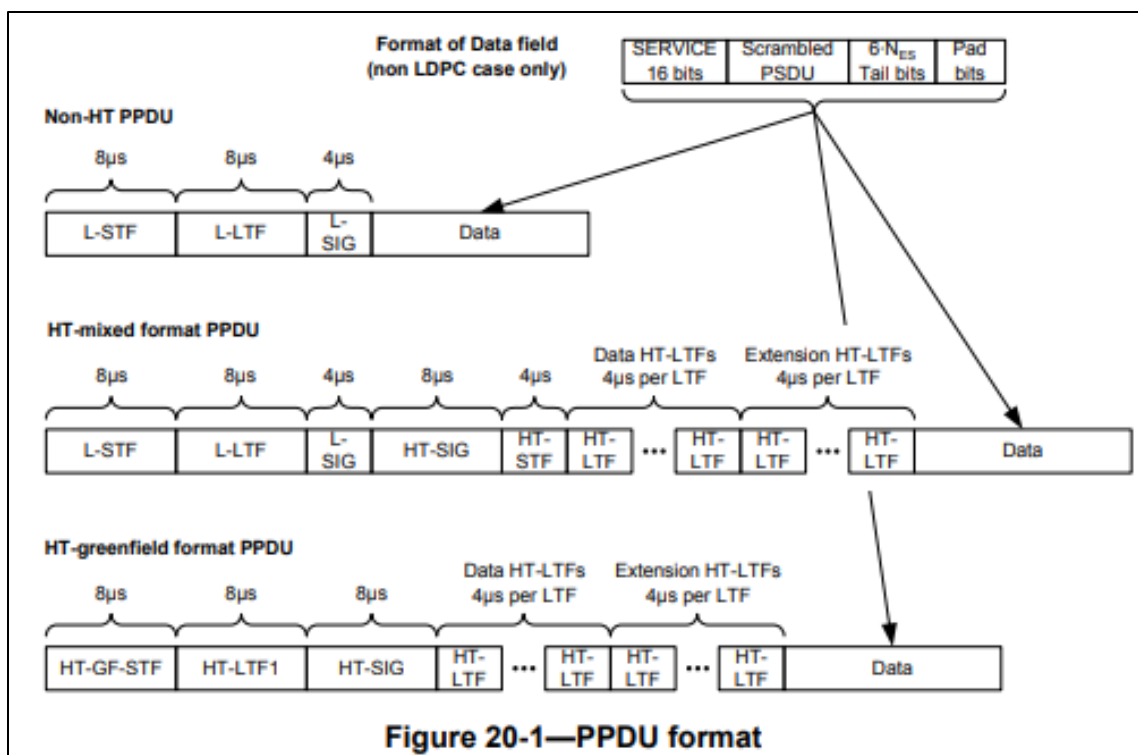 Format of Data field
(non LDPC case only)
SERVICE
16 bits
Scrambled
PSDU
6·NES
Tail bits
Pad
bits
Non-HT PPDU
8µs
8µs
4µs
L-STF
L-LTF
L-
SIG
Data
HT-mixed format PPDU
Data HT-LTFs
4µs per LTF
Extension HT-LTFs
4µs per LTF
8µs
8µs
4µs
8µs
4µs
L-STF
L-LTF
L-
SIG
HT-SIG
HT-
STF
HT-
LTF
•••
HT-
LTF
HT-
LTF
•••
HT-
LTF
Data
HT-greenfield format PPDU
Data HT-LTFs
4µs per LTF
Extension HT-LTFs
4µs per LTF
8µs
8µs
8µs
HT-GF-STF
HT-LTF1
HT-SIG
HT-
LTF
•••
HT-
LTF
HT-
LTF
•••
HT-
LTF
Data
Figure 20-1—PPDU format